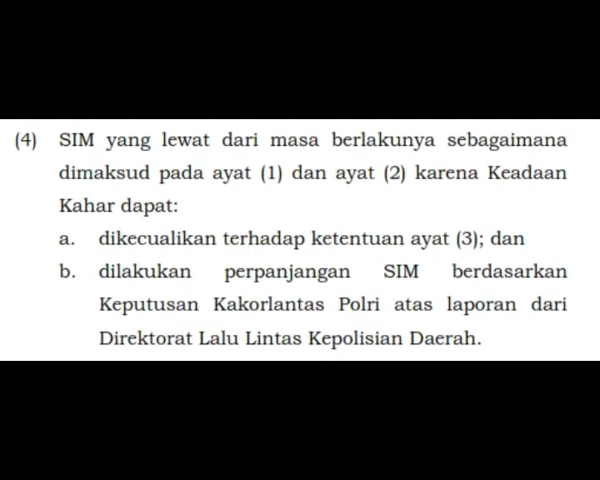 (4) SIM yang lewat dari masa berlakunya sebagaimana
dimaksud pada ayat (1) dan ayat (2) karena Keadaan
Kahar dapat:
a. dikecualikan terhadap ketentuan ayat (3); dan
b. dilakukan perpanjangan SIM berdasarkan
Keputusan Kakorlantas Polri atas laporan dari
Direktorat Lalu Lintas Kepolisian Daerah.